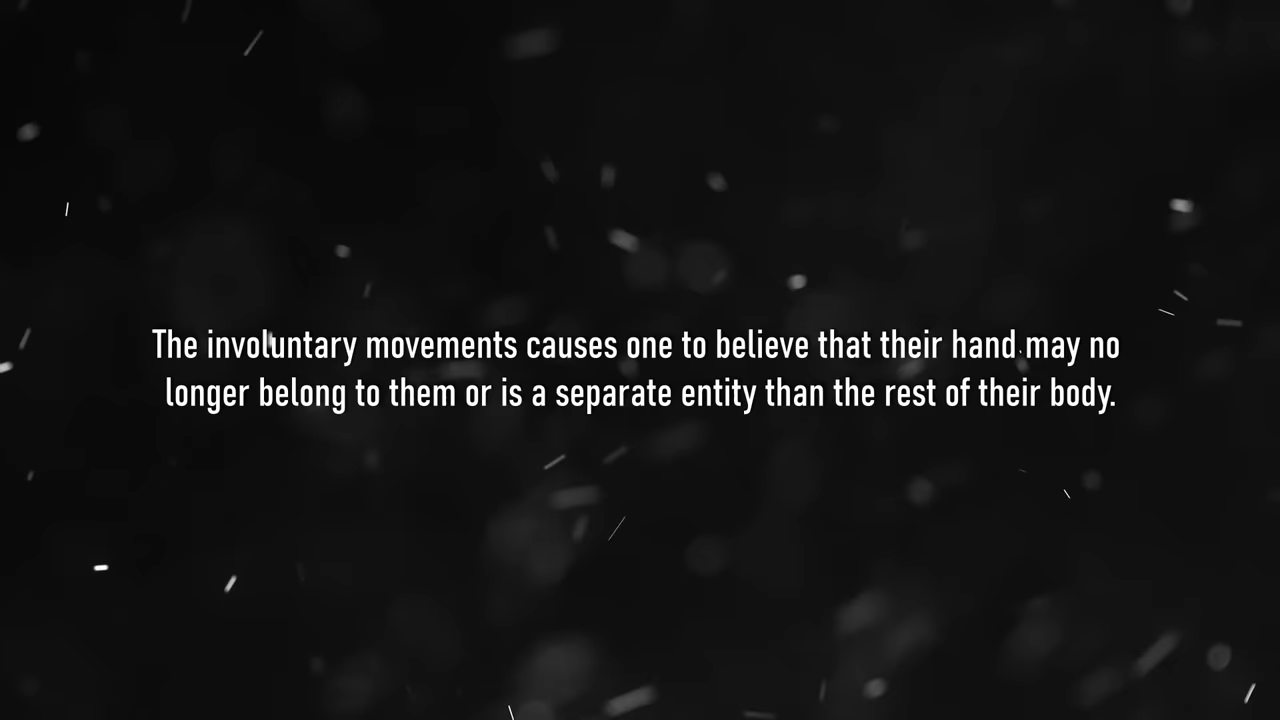 The involuntary movements causes one to believe that their hand may no
longer belong to them or is a separate entity than the rest of their body.